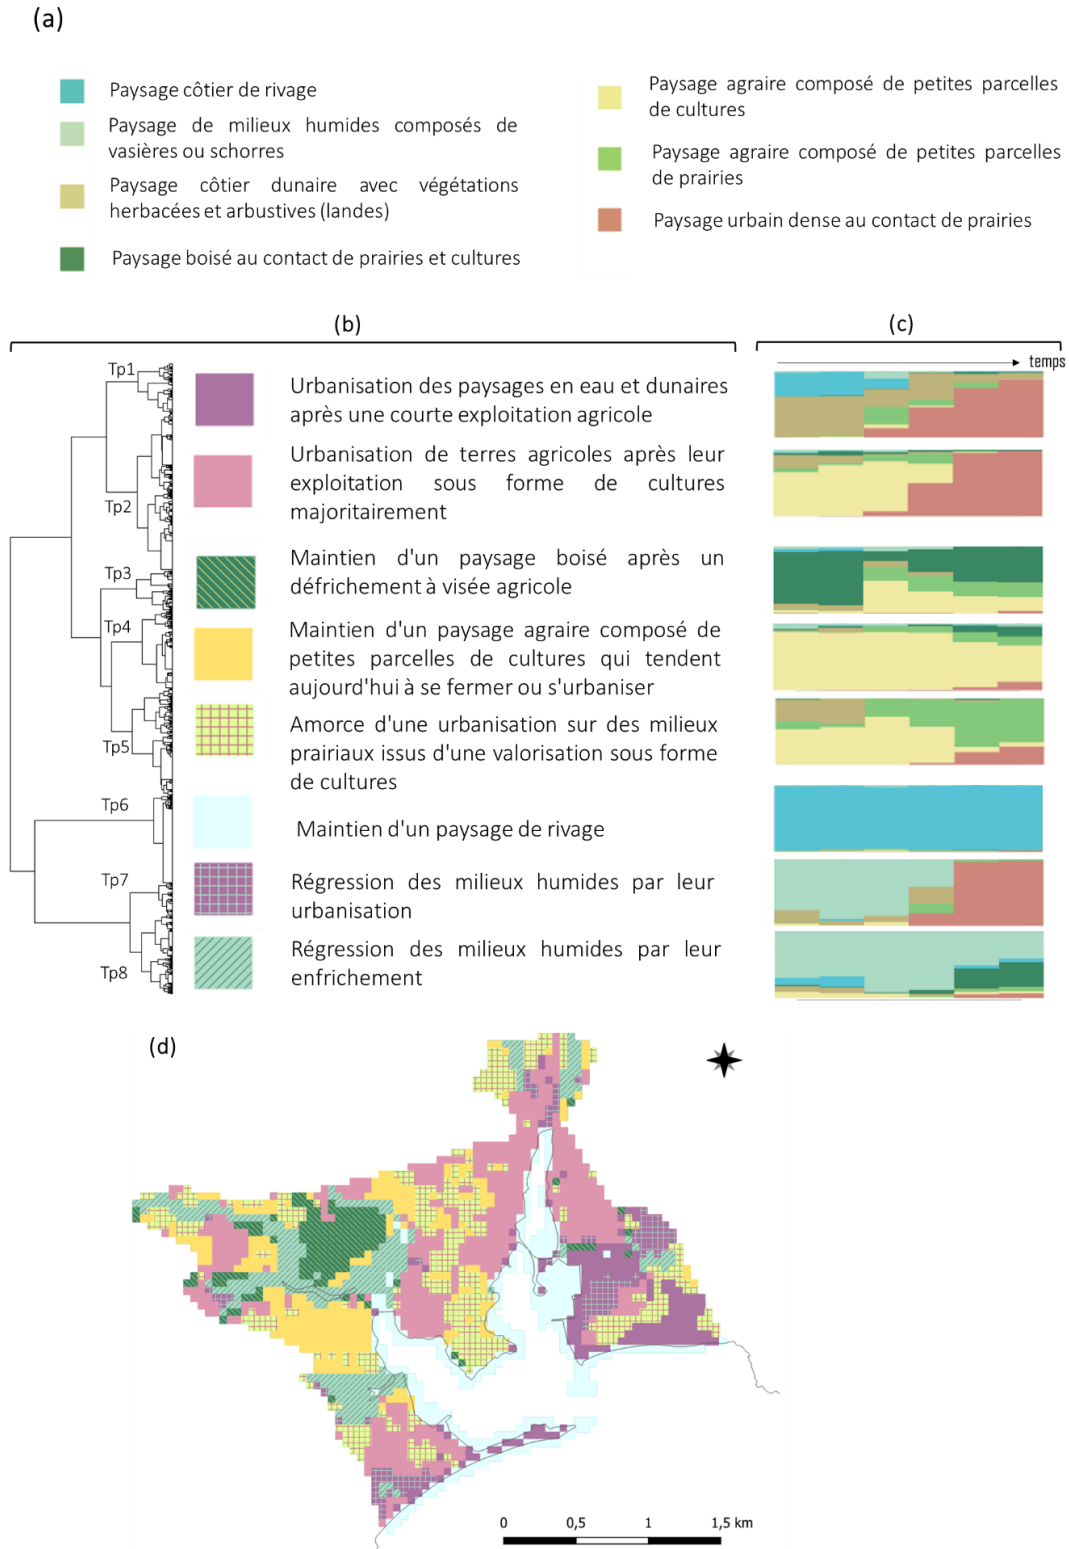 (a)
Paysage côtier de rivage
Paysage de milieux humides composés de
vasières ou schorres
Paysage côtier dunaire avec végétations
herbacées et arbustives (landes)
Paysage boisé au contact de prairies et cultures
Paysage agraire composé de petites parcelles
de cultures
Paysage agraire composé de petites parcelles
de prairies
Paysage urbain dense au contact de prairies
(b)
(c)
temps
Tp1
Urbanisation des paysages en eau et dunaires
après une courte exploitation agricole
Tp2
Urbanisation de terres agricoles après leur
exploitation sous forme de cultures
majoritairement
Tp3
Maintien d'un paysage boisé après un
défrichement à visée agricole
Tp4
Maintien d'un paysage agraire composé de
petites parcelles de cultures qui tendent
aujourd'hui à se fermer ou s'urbaniser
Tp5
Amorce d'une urbanisation sur des milieux
prairiaux issus d'une valorisation sous forme
de cultures
Tp6
Maintien d'un paysage de rivage
Tp7
Régression des milieux humides par leur
urbanisation
Tp8
Régression des milieux humides par leur
enfrichement
(d)
0 0,5 1 1,5 km